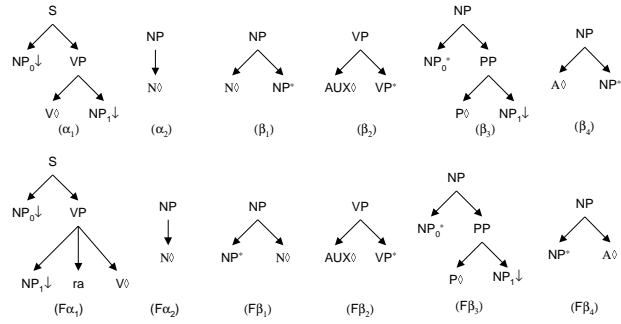 S NP NP VP NP NP
NP₀↓ VP N◊ N◊ NP* AUX◊ VP* NP₀* PP A◊ NP*
V◊ NP₁↓ P◊ NP₁↓
(α₁) (α₂) (β₁) (β₂) (β₃) (β₄)
S NP NP VP NP NP
NP₀↓ VP N◊ NP* N◊ AUX◊ VP* NP₀* PP NP* A◊
NP₁↓ ra V◊ P◊ NP₁↓
(Fα₁) (Fα₂) (Fβ₁) (Fβ₂) (Fβ₃) (Fβ₄)